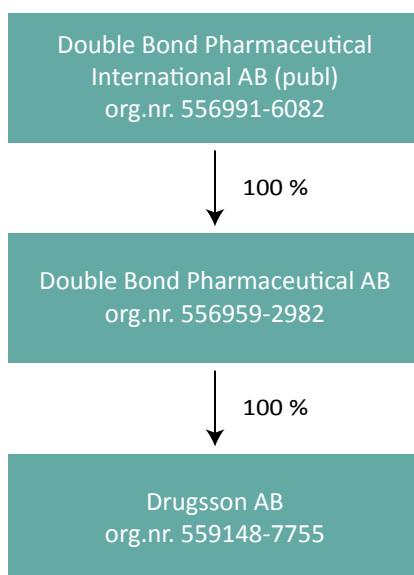 Double Bond Pharmaceutical
International AB (publ)
org.nr. 556991-6082
100 %
Double Bond Pharmaceutical AB
org.nr. 556959-2982
100 %
Drugsson AB
org.nr. 559148-7755